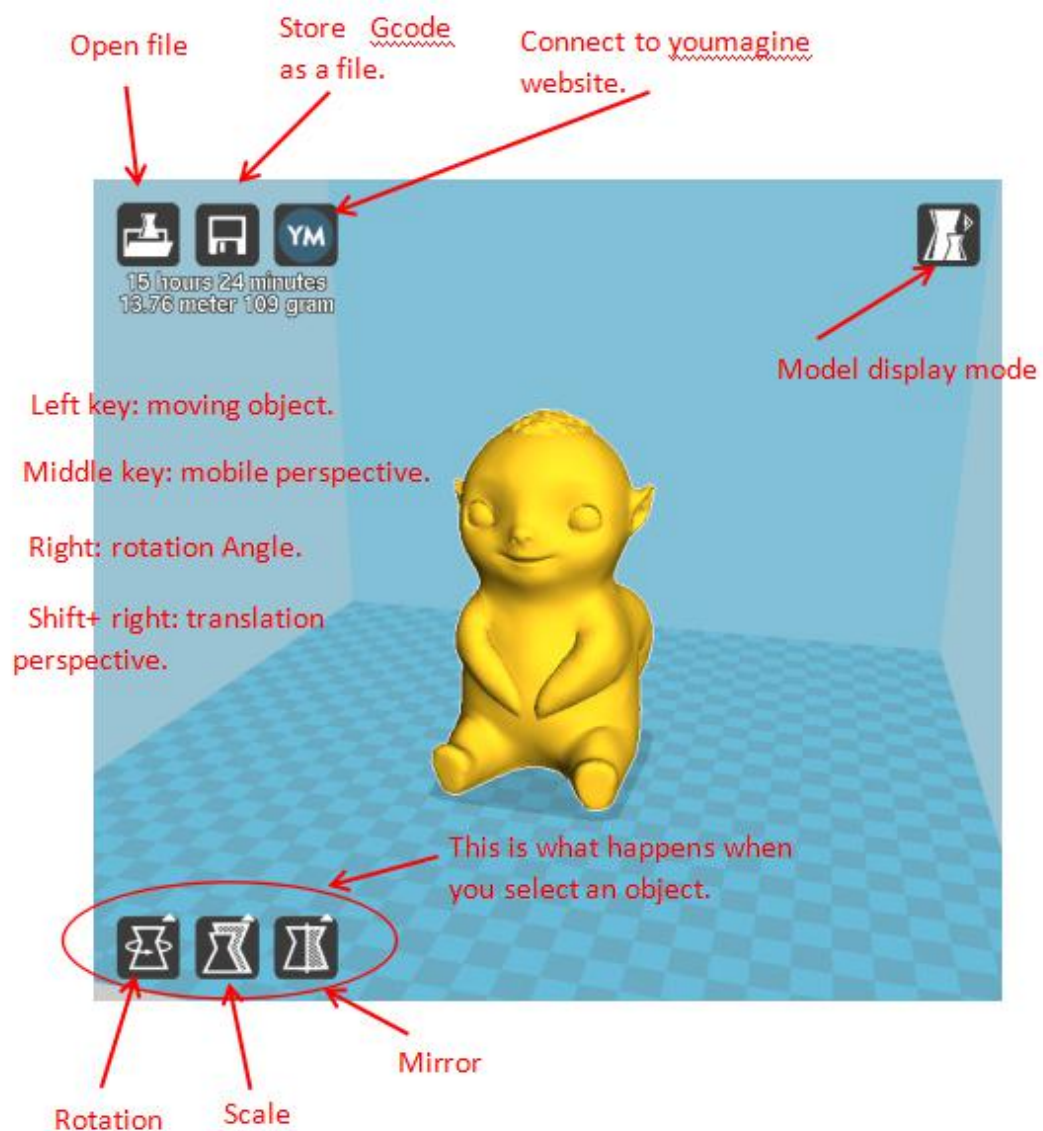 Open file
Store Gcode
as a file.
Connect to youmagine
website.
YM
15 hours 24 minutes
13.76 meter 109 gram
Model display mode
Left key: moving object.
Middle key: mobile perspective.
Right: rotation Angle.
Shift+ right: translation
perspective.
This is what happens when
you select an object.
Mirror
Rotation
Scale